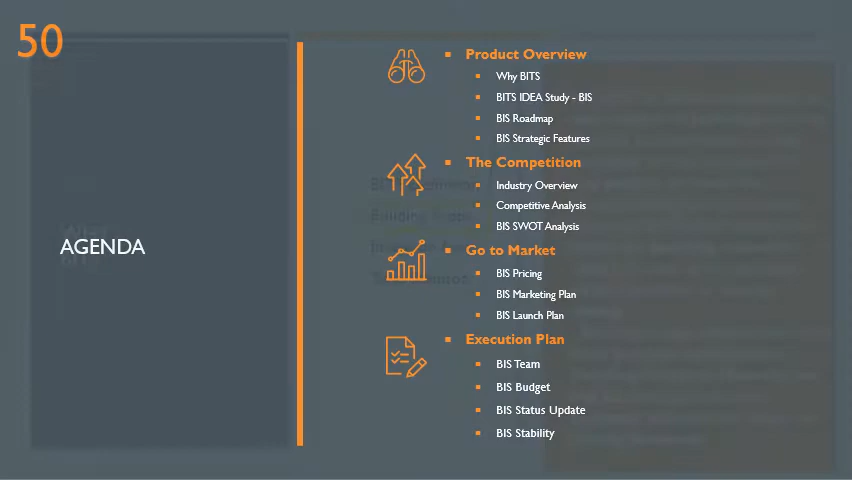 50
AGENDA
Product Overview
Why BITS
BITS IDEA Study - BIS
BIS Roadmap
BIS Strategic Features
The Competition
Industry Overview
Competitive Analysis
BIS SWOT Analysis
Go to Market
BIS Pricing
BIS Marketing Plan
BIS Launch Plan
Execution Plan
BIS Team
BIS Budget
BIS Status Update
BIS Stability